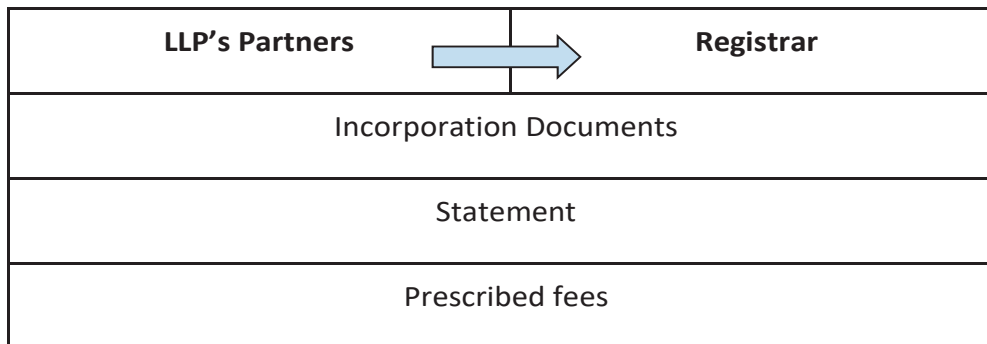 LLP’s Partners
Registrar
Incorporation Documents
Statement
Prescribed fees